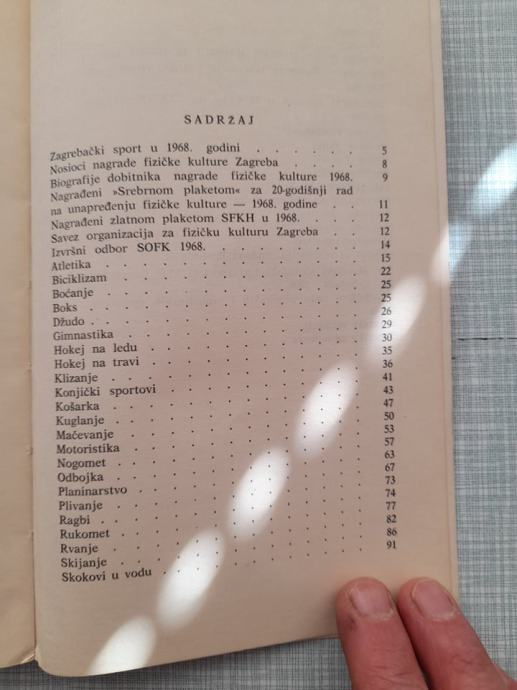 SADRŽAJ
Zagrebački sport u 1968. godini . . . . . . 5
Nosioci nagrade fizičke kulture Zagreba . . . . 8
Biografije dobitnika nagrade fizičke kulture 1968. 9
Nagrađeni »Srebrnom plaketom« za 20-godišnji rad
na unapređenju fizičke kulture — 1968. godine . . 11
Nagrađeni zlatnom plaketom SFKH u 1968. . . . 12
Savez organizacija za fizičku kulturu Zagreba . . 12
Izvršni odbor SOFK 1968. . . . . . . . 14
Atletika . . . . . . . . . . . . . 15
Biciklizam . . . . . . . . . . . . 22
Boćanje . . . . . . . . . . . . . 25
Boks . . . . . . . . . . . . . . 25
Džudo . . . . . . . . . . . . . . 26
Gimnastika . . . . . . . . . . . . 29
Hokej na ledu . . . . . . . . . . . 30
Hokej na travi . . . . . . . . . . . 35
Klizanje . . . . . . . . . . . . . 36
Konjički sportovi . . . . . . . . . . 41
Košarka . . . . . . . . . . . . . 43
Kuglanje . . . . . . . . . . . . . 47
Mačevanje . . . . . . . . . . . . 50
Motoristika . . . . . . . . . . . . 53
Nogomet . . . . . . . . . . . . . 57
Odbojka . . . . . . . . . . . . . 63
Planinarstvo . . . . . . . . . . . . 67
Plivanje . . . . . . . . . . . . . 73
Ragbi . . . . . . . . . . . . . . 74
Rukomet . . . . . . . . . . . . . 77
Rvanje . . . . . . . . . . . . . . 82
Skijanje . . . . . . . . . . . . . 86
Skokovi u vodu . . . . . . . . . . . 91